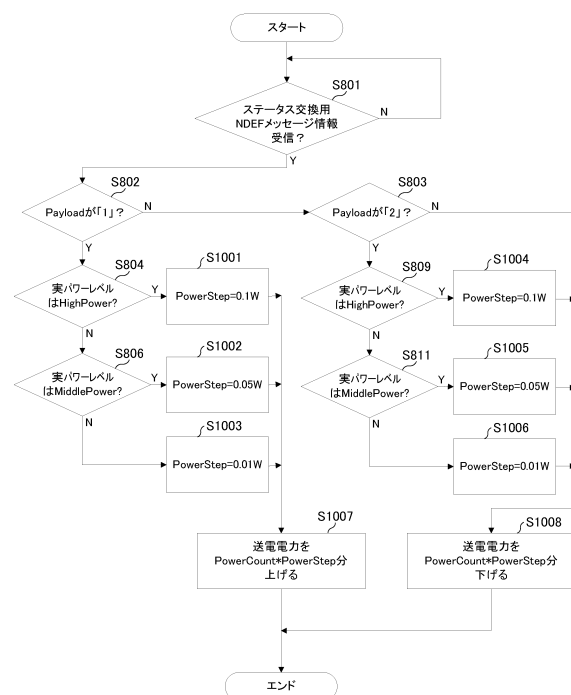 スタート
S801
ステータス交換用
NDEFメッセージ情報
受信？
N
Y
S802
Payloadが「1」？
N
Y
S803
Payloadが「2」？
N
Y
S804
実パワーレベル
はHighPower?
Y
N
S1001
PowerStep=0.1W
S809
実パワーレベル
はHighPower?
Y
N
S1004
PowerStep=0.1W
S806
実パワーレベル
はMiddlePower?
Y
N
S1002
PowerStep=0.05W
S811
実パワーレベル
はMiddlePower?
Y
N
S1005
PowerStep=0.05W
S1003
PowerStep=0.01W
S1006
PowerStep=0.01W
S1007
送電電力を
PowerCount*PowerStep分
上げる
S1008
送電電力を
PowerCount*PowerStep分
下げる
エンド